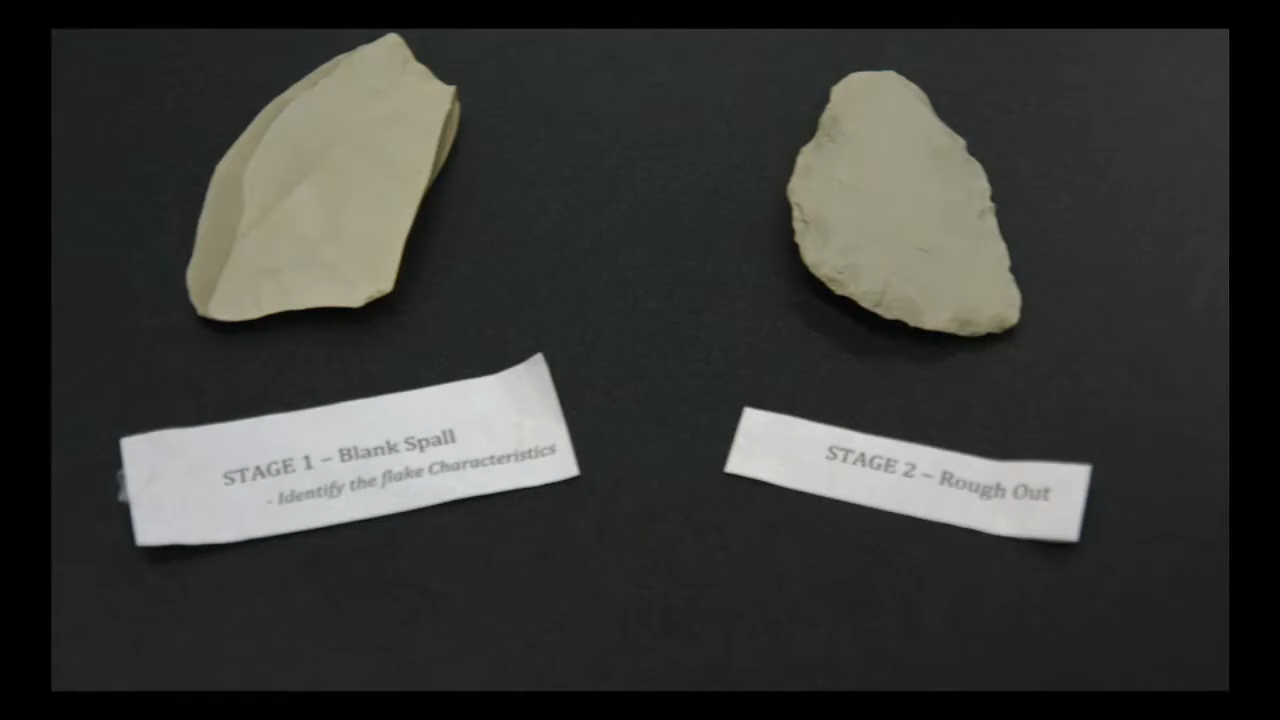 STAGE 1 – Blank Spall
- Identify the flake Characteristics
STAGE 2 – Rough Out